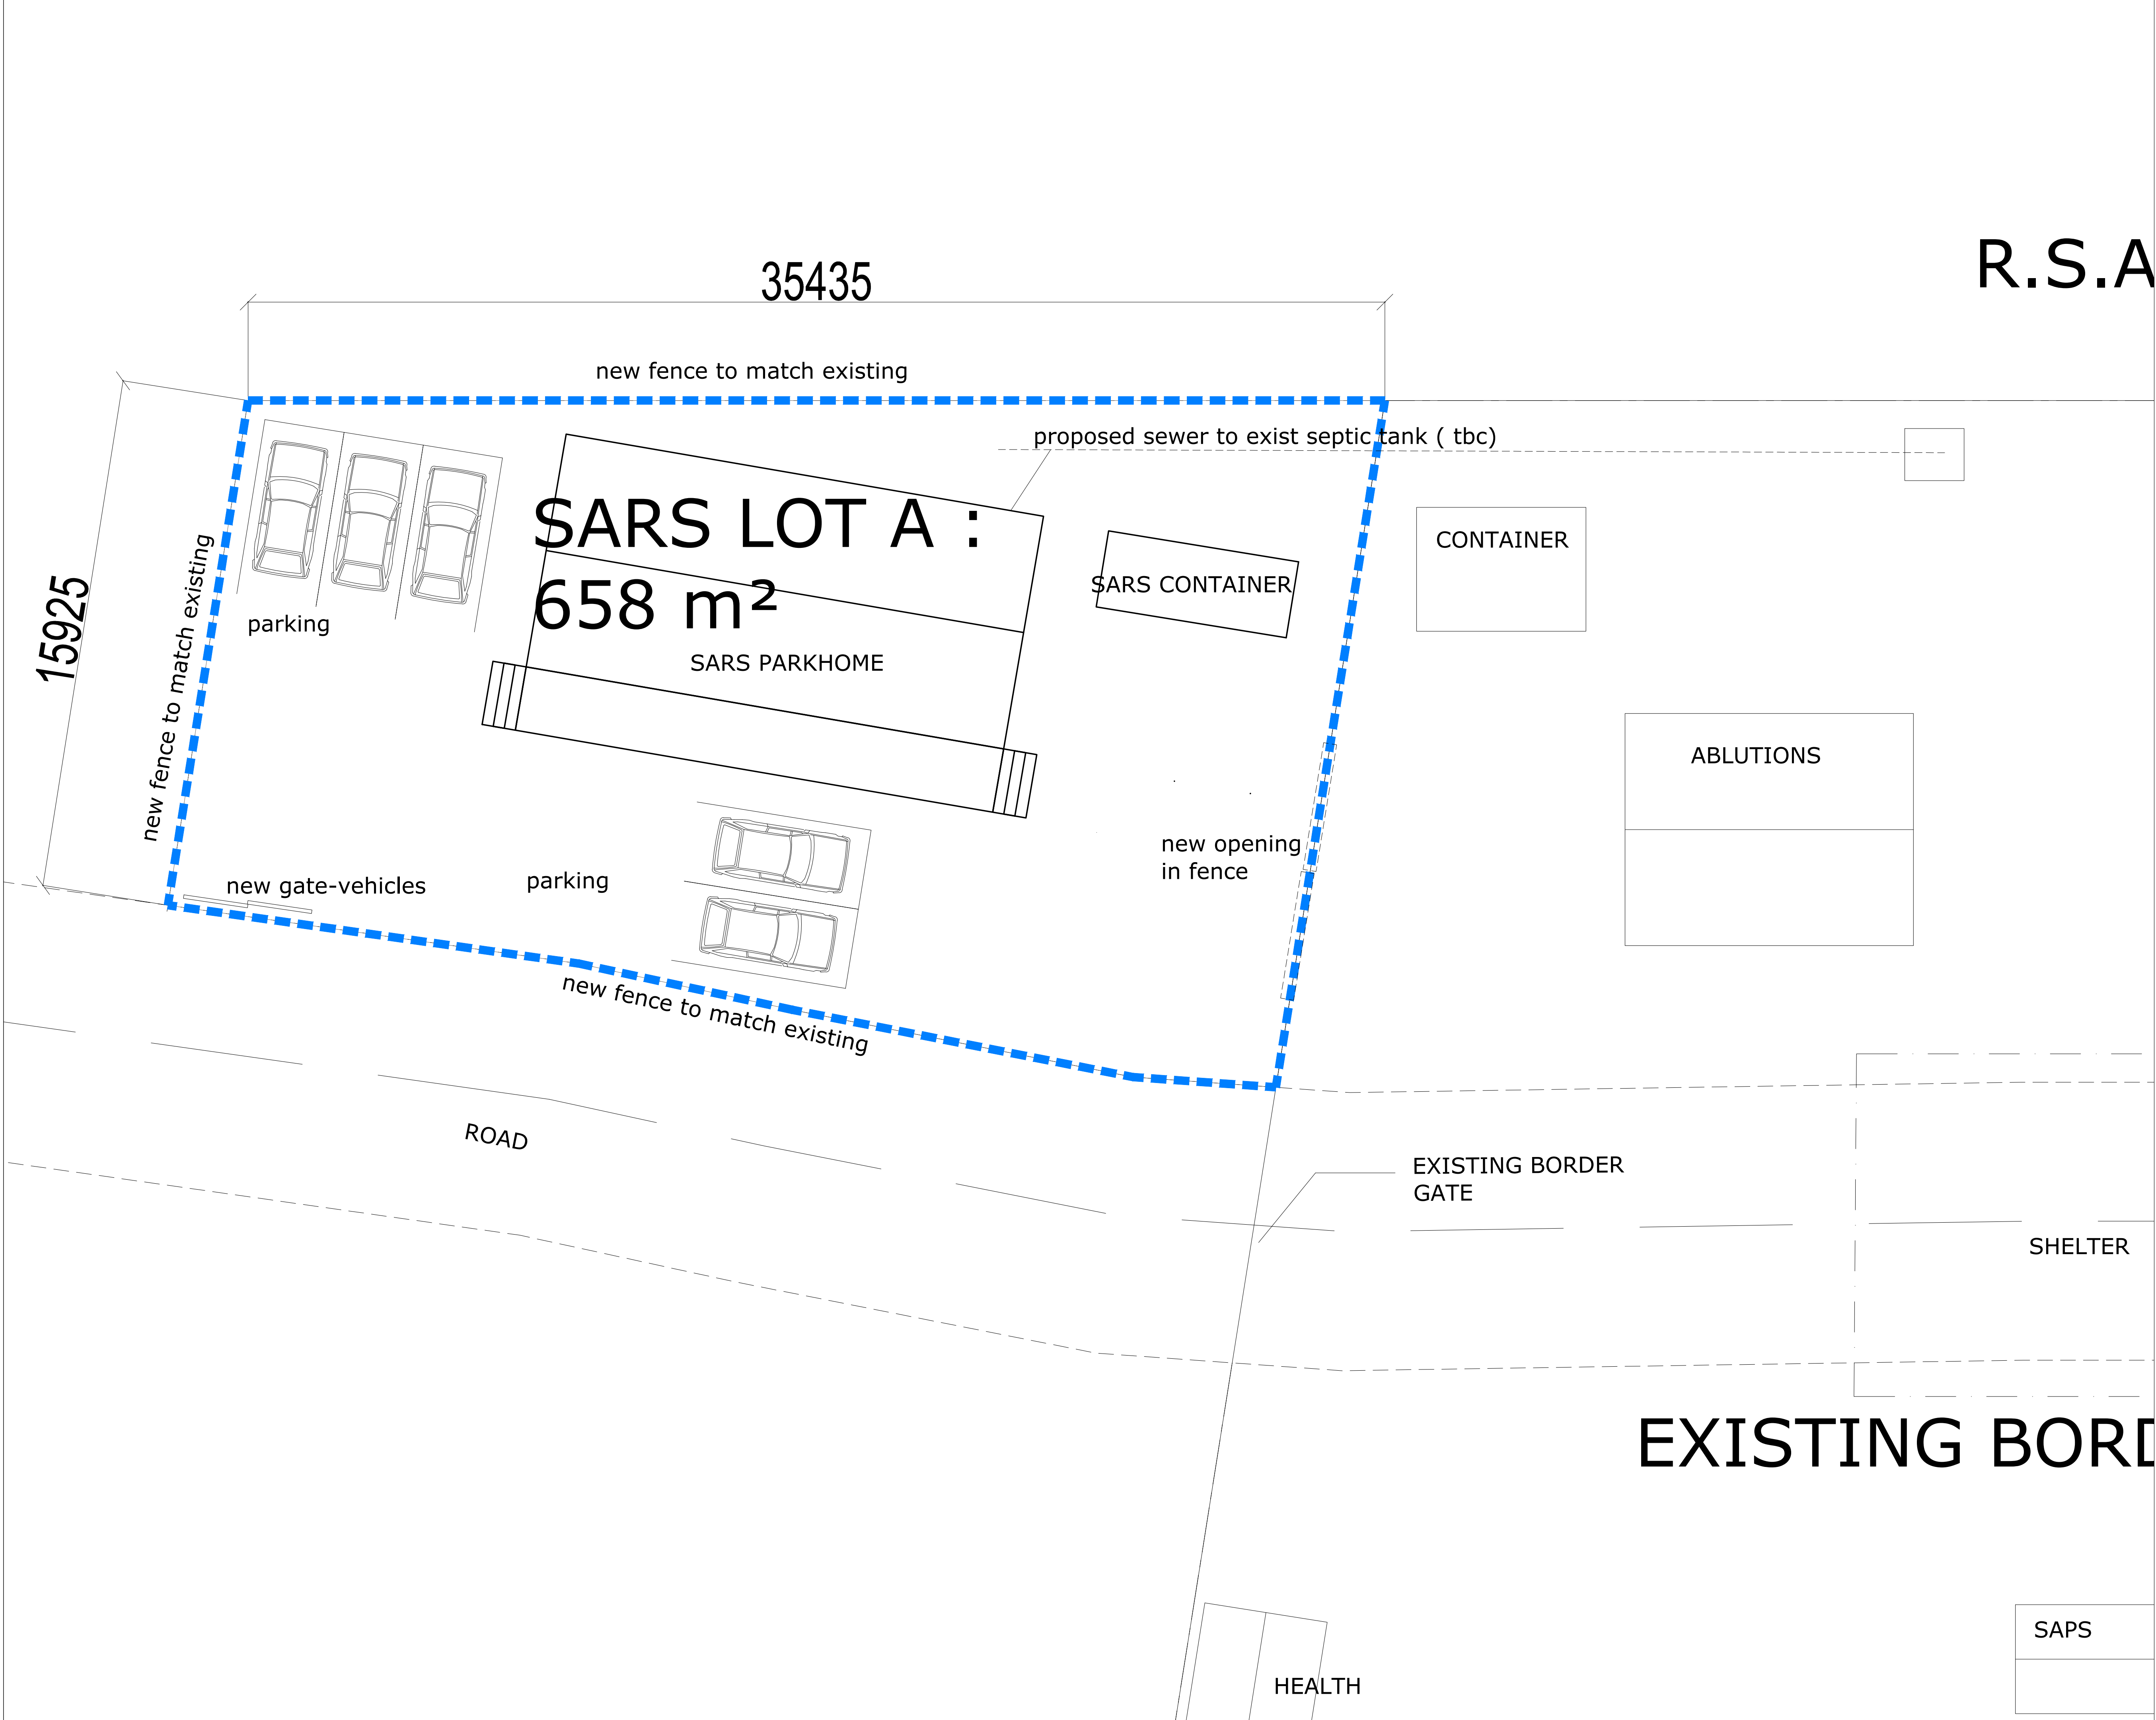 R.S.A
35435
new fence to match existing
proposed sewer to exist septic tank ( tbc)
SARS LOT A :
658 m²
CONTAINER
SARS CONTAINER
new fence to match existing
15925
parking
SARS PARKHOME
ABLUTIONS
new opening
in fence
new gate-vehicles
parking
new fence to match existing
ROAD
EXISTING BORDER
GATE
SHELTER
EXISTING BORD
SAPS
HEALTH